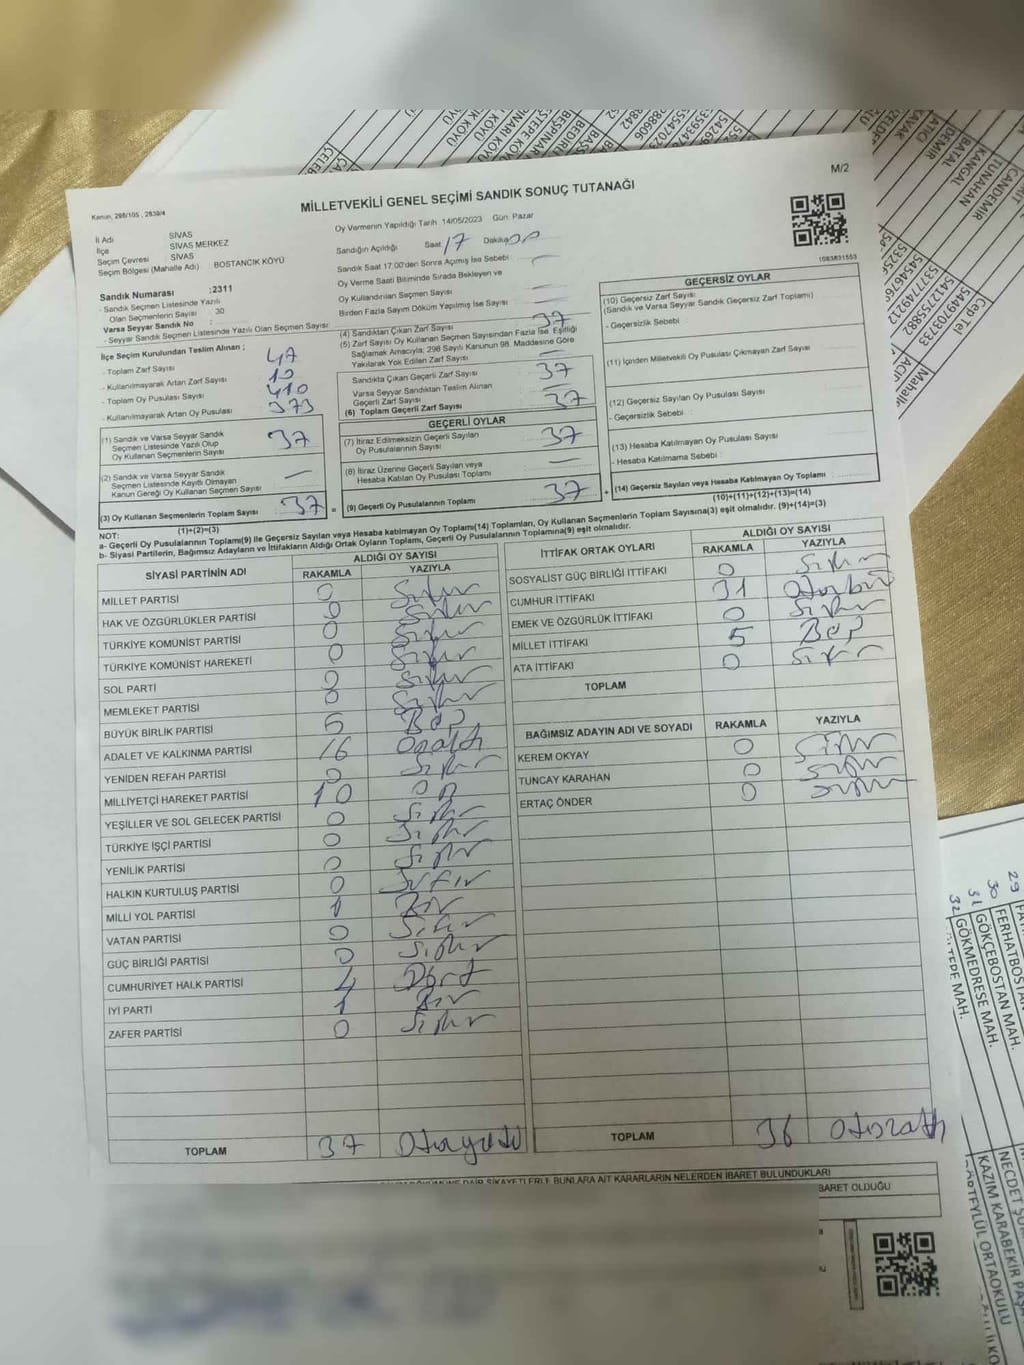 M/2
MİLLETVEKİLİ GENEL SEÇİMİ SANDIK SONUÇ TUTANAĞI
Kanun, 298/105 , 2839/4
İl Adı SİVAS
İlçe SİVAS MERKEZ
Seçim Çevresi SİVAS
Seçim Bölgesi (Mahalle Adı) BOSTANCIK KÖYÜ
Sandık Numarası :2311
- Sandık Seçmen Listesinde Yazılı
Olan Seçmenlerin Sayısı 30
Varsa Seyyar Sandık No :
- Seyyar Sandık Seçmen Listesinde Yazılı Olan Seçmen Sayısı
Oy Vermenin Yapıldığı Tarih 14/05/2023 Gün: Pazar
Sandığın Açıldığı Saat 17 Dakika
Sandık Saat 17:00'den Sonra Açılmış İse Sebebi
Oy Verme Saati Bitiminde Sırada Bekleyen ve
Oy Kullandırılan Seçmen Sayısı
Birden Fazla Sayım Döküm Yapılmış İse Sayısı
1083831553
İlçe Seçim Kurulundan Teslim Alınan ;
- Toplam Zarf Sayısı 47
- Kullanılmayarak Artan Zarf Sayısı 10
- Toplam Oy Pusulası Sayısı 410
- Kullanılmayarak Artan Oy Pusulası 373
(1) Sandık ve Varsa Seyyar Sandık
Seçmen Listesinde Yazılı Olup
Oy Kullanan Seçmenlerin Sayısı 37
(2) Sandık ve Varsa Seyyar Sandık
Seçmen Listesinde Kayıtlı Olmayan
Kanun Gereği Oy Kullanan Seçmen Sayısı —
(3) Oy Kullanan Seçmenlerin Toplam Sayısı 37
(1)+(2)=(3)
(4) Sandıktan Çıkan Zarf Sayısı 37
(5) Zarf Sayısı Oy Kullanan Seçmen Sayısından Fazla İse, Eşitliği
Sağlamak Amacıyla; 298 Sayılı Kanunun 98. Maddesine Göre
Yakılarak Yok Edilen Zarf Sayısı —
Sandıkta Çıkan Geçerli Zarf Sayısı 37
Varsa Seyyar Sandıktan Teslim Alınan
Geçerli Zarf Sayısı —
(6) Toplam Geçerli Zarf Sayısı 37
GEÇERLİ OYLAR
(7) İtiraz Edilmeksizin Geçerli Sayılan
Oy Pusulalarının Sayısı 37
(8) İtiraz Üzerine Geçerli Sayılan veya
Hesaba Katılan Oy Pusulası Toplamı —
= (9) Geçerli Oy Pusulalarının Toplamı 37 +
GEÇERSİZ OYLAR
(10) Geçersiz Zarf Sayısı
(Sandık ve Varsa Seyyar Sandık Geçersiz Zarf Toplamı)
- Geçersizlik Sebebi :
(11) İçinden Milletvekili Oy Pusulası Çıkmayan Zarf Sayısı
(12) Geçersiz Sayılan Oy Pusulası Sayısı
- Geçersizlik Sebebi :
(13) Hesaba Katılmayan Oy Pusulası Sayısı
- Hesaba Katılmama Sebebi :
(14) Geçersiz Sayılan veya Hesaba Katılmayan Oy Toplamı
(10)+(11)+(12)+(13)=(14)
NOT:
a- Geçerli Oy Pusulalarının Toplamı(9) ile Geçersiz Sayılan veya Hesaba katılmayan Oy Toplamı(14) Toplamları, Oy Kullanan Seçmenlerin Toplam Sayısına(3) eşit olmalıdır. (9)+(14)=(3)
b- Siyasi Partilerin, Bağımsız Adayların ve İttifakların Aldığı Ortak Oyların Toplamı, Geçerli Oy Pusulalarının Toplamına(9) eşit olmalıdır.
SİYASİ PARTİNİN ADI ALDIĞI OY SAYISI
RAKAMLA YAZIYLA
MİLLET PARTİSİ 0 Sıfır
HAK VE ÖZGÜRLÜKLER PARTİSİ 0 Sıfır
TÜRKİYE KOMÜNİST PARTİSİ 0 Sıfır
TÜRKİYE KOMÜNİST HAREKETİ 0 Sıfır
SOL PARTİ 0 Sıfır
MEMLEKET PARTİSİ 0 Sıfır
BÜYÜK BİRLİK PARTİSİ 5 Beş
ADALET VE KALKINMA PARTİSİ 16 Onaltı
YENİDEN REFAH PARTİSİ 0 Sıfır
MİLLİYETÇİ HAREKET PARTİSİ 10 on
YEŞİLLER VE SOL GELECEK PARTİSİ 0 Sıfır
TÜRKİYE İŞÇİ PARTİSİ 0 Sıfır
YENİLİK PARTİSİ 0 Sıfır
HALKIN KURTULUŞ PARTİSİ 0 Sıfır
MİLLİ YOL PARTİSİ 1 Bir
VATAN PARTİSİ 0 Sıfır
GÜÇ BİRLİĞİ PARTİSİ 0 Sıfır
CUMHURİYET HALK PARTİSİ 4 Dört
İYİ PARTİ 1 Bir
ZAFER PARTİSİ 0 Sıfır
TOPLAM 37 Otuzyedi
İTTİFAK ORTAK OYLARI ALDIĞI OY SAYISI
RAKAMLA YAZIYLA
SOSYALİST GÜÇ BİRLİĞİ İTTİFAKI 0 Sıfır
CUMHUR İTTİFAKI 31 Otuzbir
EMEK VE ÖZGÜRLÜK İTTİFAKI 0 Sıfır
MİLLET İTTİFAKI 5 Beş
ATA İTTİFAKI 0 Sıfır
TOPLAM
BAĞIMSIZ ADAYIN ADI VE SOYADI RAKAMLA YAZIYLA
KEREM OKYAY 0 Sıfır
TUNCAY KARAHAN 0 Sıfır
ERTAÇ ÖNDER 0 Sıfır
TOPLAM 36 Otuzaltı
ŞİKAYETLERLE BUNLARA AİT KARARLARIN NELERDEN İBARET BULUNDUKLARI
BARET OLDUĞU
TUNAHAN
KANGAL
BATAL
DEMİR
Cep Tel
5449703733
5412755882
5377749212
Mahalle
29
30 FERHATBOSTAN MAH.
31 GÖKÇEBOSTAN MAH.
32 GÖKMEDRESE MAH.
TEPE MAH.
KAZIM KARABEKİR PAŞA
DÖRTEYLÜL ORTAOKULU